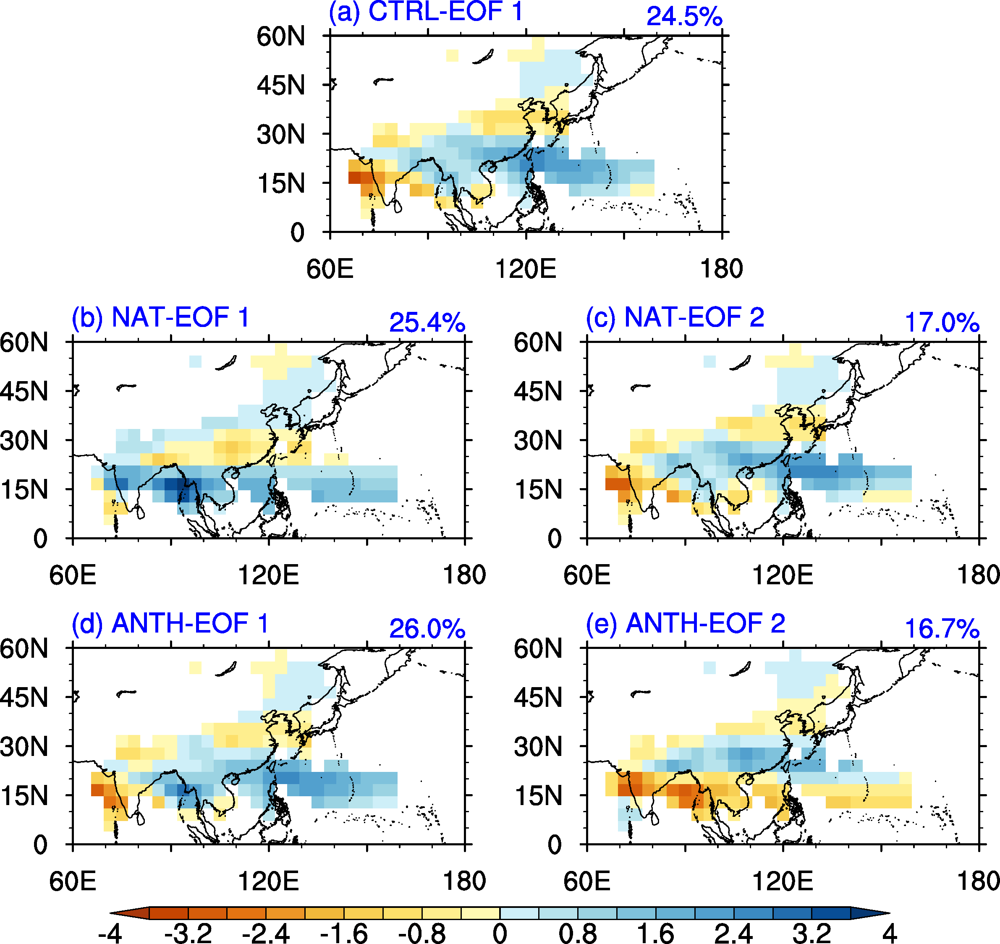 (a) CTRL-EOF 1 24.5%
60N
45N
30N
15N
0
60E 120E 180
(b) NAT-EOF 1 25.4% (c) NAT-EOF 2 17.0%
60N 60N
45N 45N
30N 30N
15N 15N
0 0
60E 120E 180 60E 120E 180
(d) ANTH-EOF 1 26.0% (e) ANTH-EOF 2 16.7%
60N 60N
45N 45N
30N 30N
15N 15N
0 0
60E 120E 180 60E 120E 180
-4 -3.2 -2.4 -1.6 -0.8 0 0.8 1.6 2.4 3.2 4